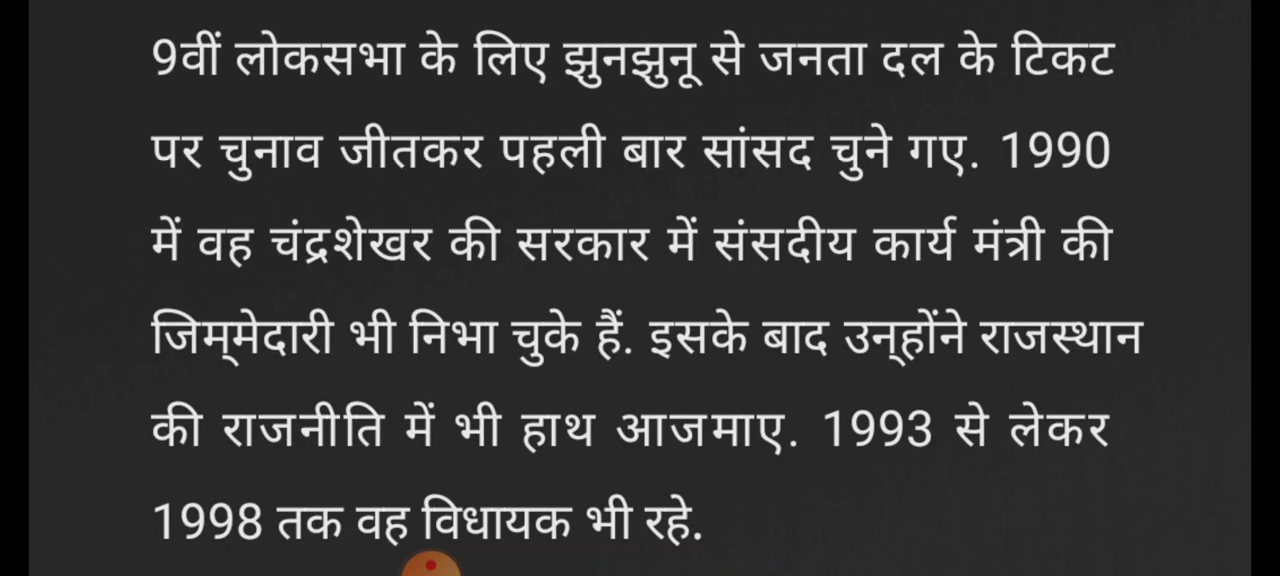 9वीं लोकसभा के लिए झुनझुनू से जनता दल के टिकट
पर चुनाव जीतकर पहली बार सांसद चुने गए. 1990
में वह चंद्रशेखर की सरकार में संसदीय कार्य मंत्री की
जिम्मेदारी भी निभा चुके हैं. इसके बाद उन्होंने राजस्थान
की राजनीति में भी हाथ आजमाए. 1993 से लेकर
1998 तक वह विधायक भी रहे.